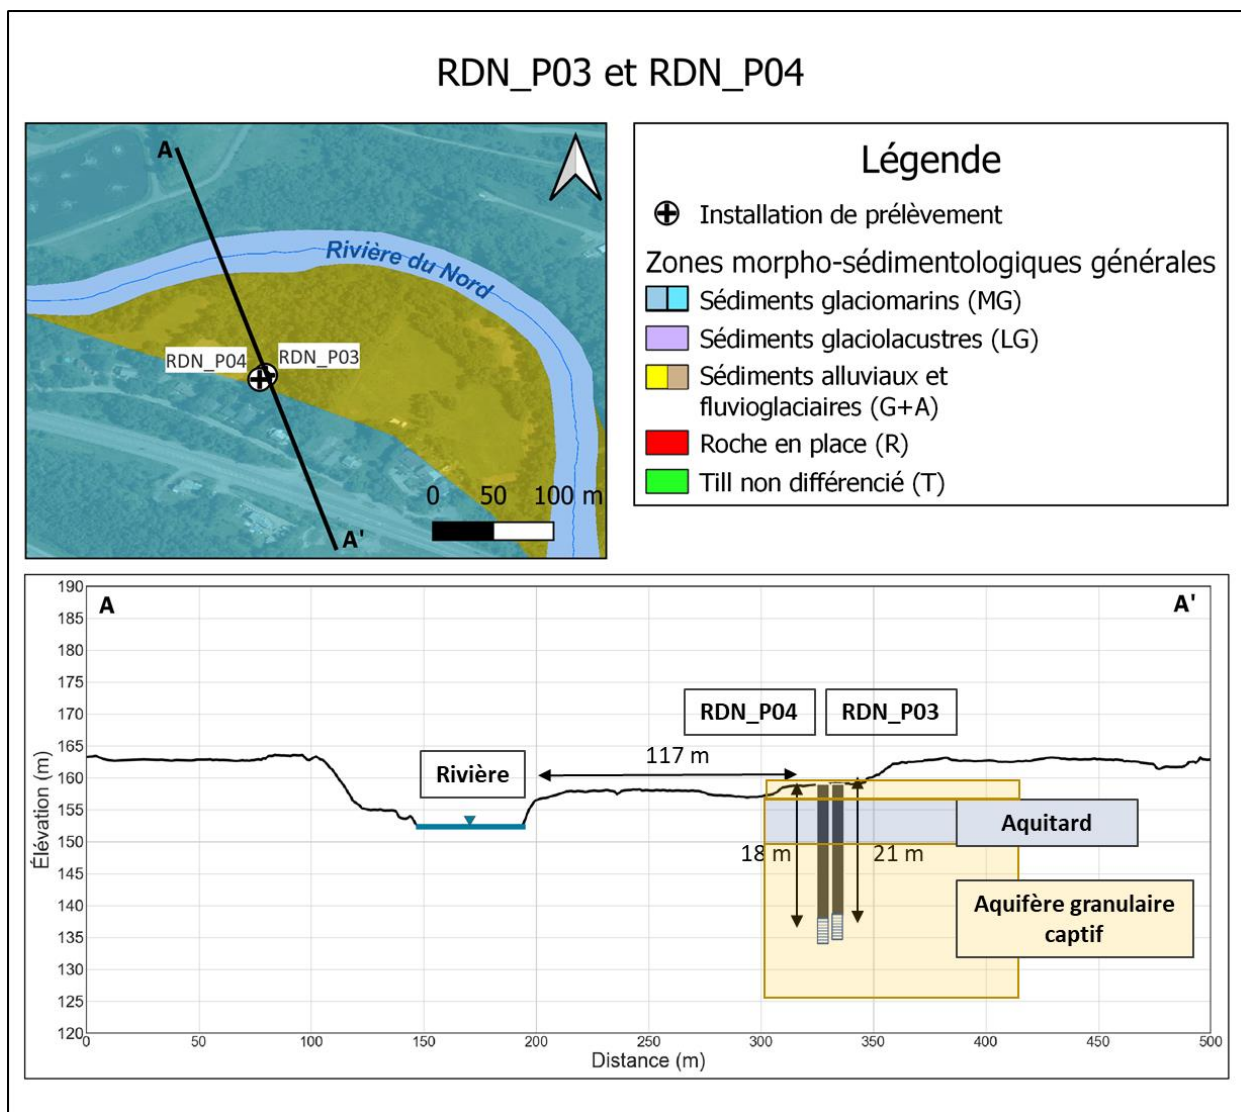 RDN_P03 et RDN_P04
A
Rivière du Nord
RDN_P04
RDN_P03
0 50 100 m
A'
Légende
Installation de prélèvement
Zones morpho-sédimentologiques générales
Sédiments glaciomarins (MG)
Sédiments glaciolacustres (LG)
Sédiments alluviaux et
fluvioglaciaires (G+A)
Roche en place (R)
Till non différencié (T)
A
A'
190
185
180
175
170
165
160
155
150
145
140
135
130
125
120
Élévation (m)
RDN_P04
RDN_P03
117 m
Rivière
Aquitard
18 m
21 m
Aquifère granulaire
captif
0 50 100 150 200 250 300 350 400 450 500
Distance (m)